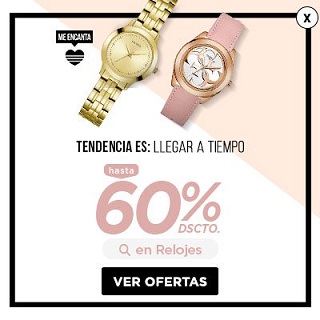 X
ME ENCANTA
TENDENCIA ES: LLEGAR A TIEMPO
hasta
60%
DSCTO.
en Relojes
VER OFERTAS